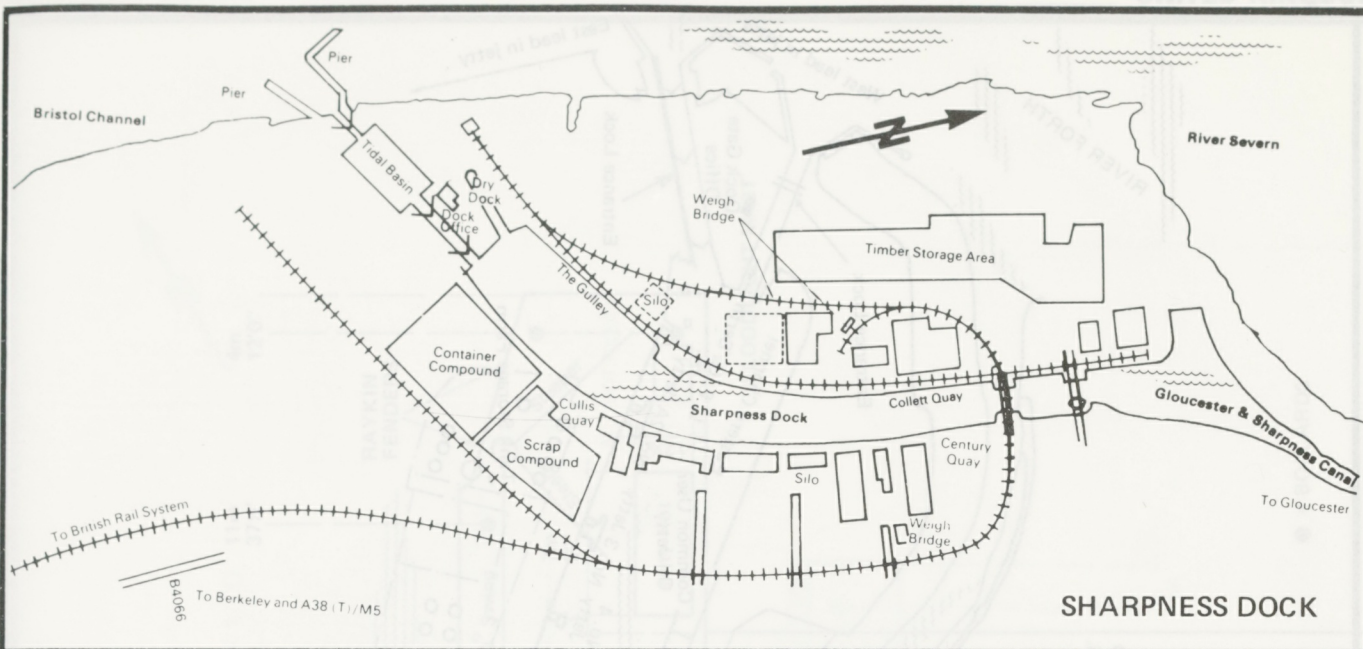 Pier
Pier
Bristol Channel
River Severn
N
Tidal Basin
Dry
Dock
Dock
Office
Weigh
Bridge
Timber Storage Area
The Gulley
Silo
Container
Compound
Cullis
Quay
Sharpness Dock
Collett Quay
Gloucester & Sharpness Canal
Scrap
Compound
Century
Quay
Silo
To Gloucester
Weigh
Bridge
To British Rail System
B4066
To Berkeley and A38 (T)/M5
SHARPNESS DOCK